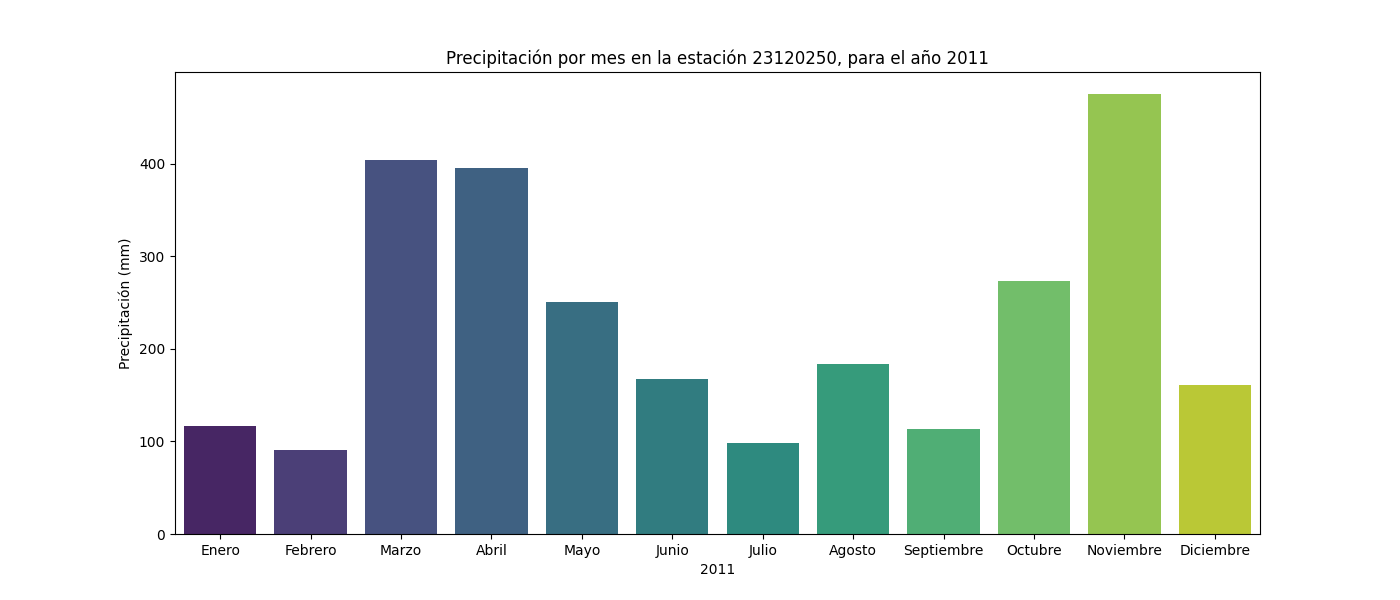 Precipitación por mes en la estación 23120250, para el año 2011
Precipitación (mm)
400
300
200
100
0
Enero Febrero Marzo Abril Mayo Junio Julio Agosto Septiembre Octubre Noviembre Diciembre
2011